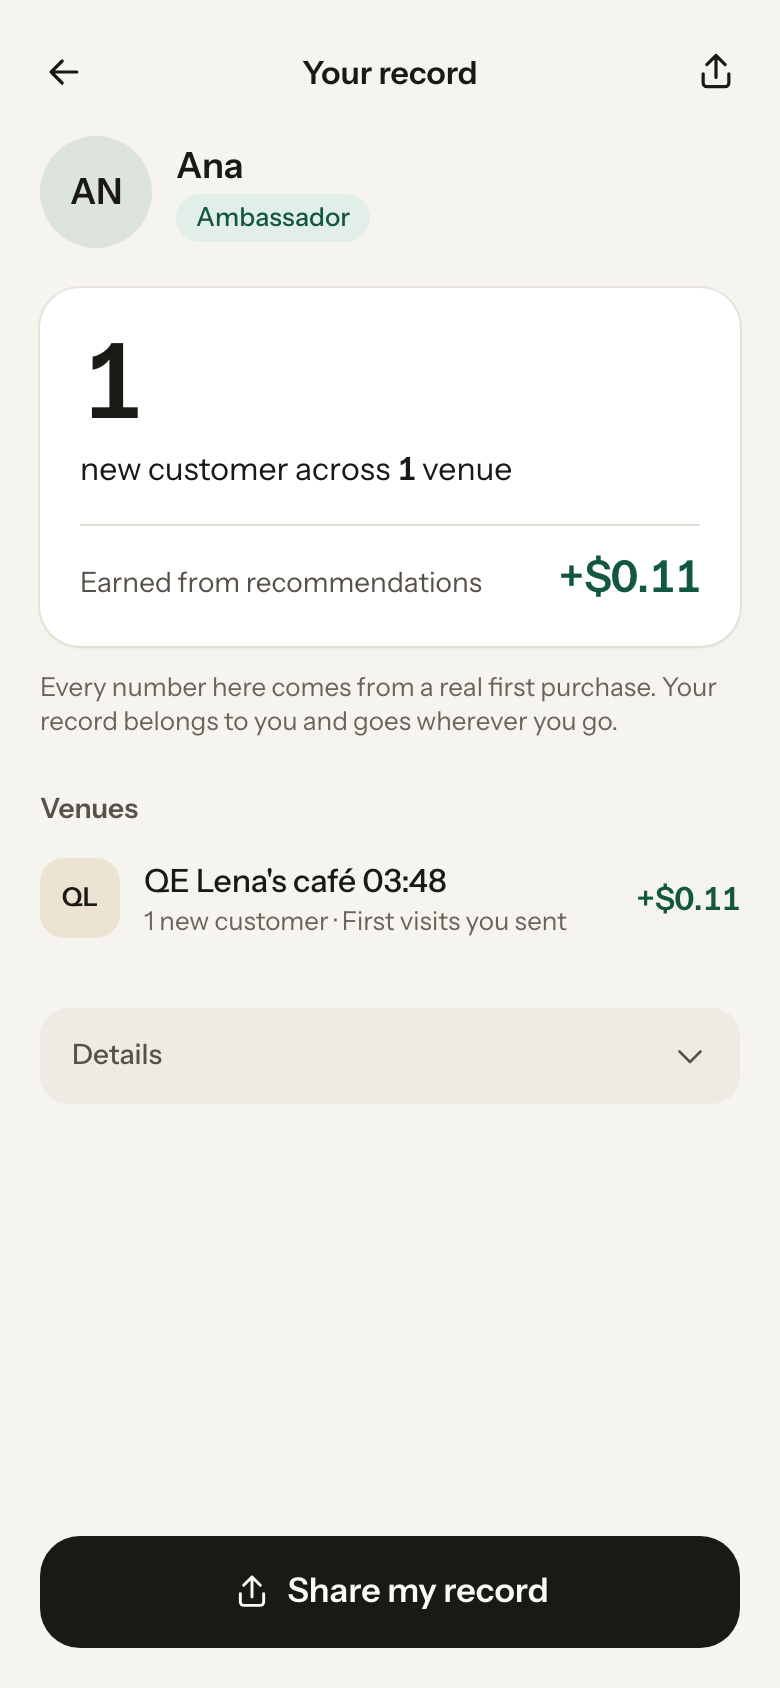 Your record
AN
Ana
Ambassador
1
new customer across 1 venue
Earned from recommendations +$0.11
Every number here comes from a real first purchase. Your
record belongs to you and goes wherever you go.
Venues
QL
QE Lena's café 03:48
1 new customer · First visits you sent
+$0.11
Details
Share my record